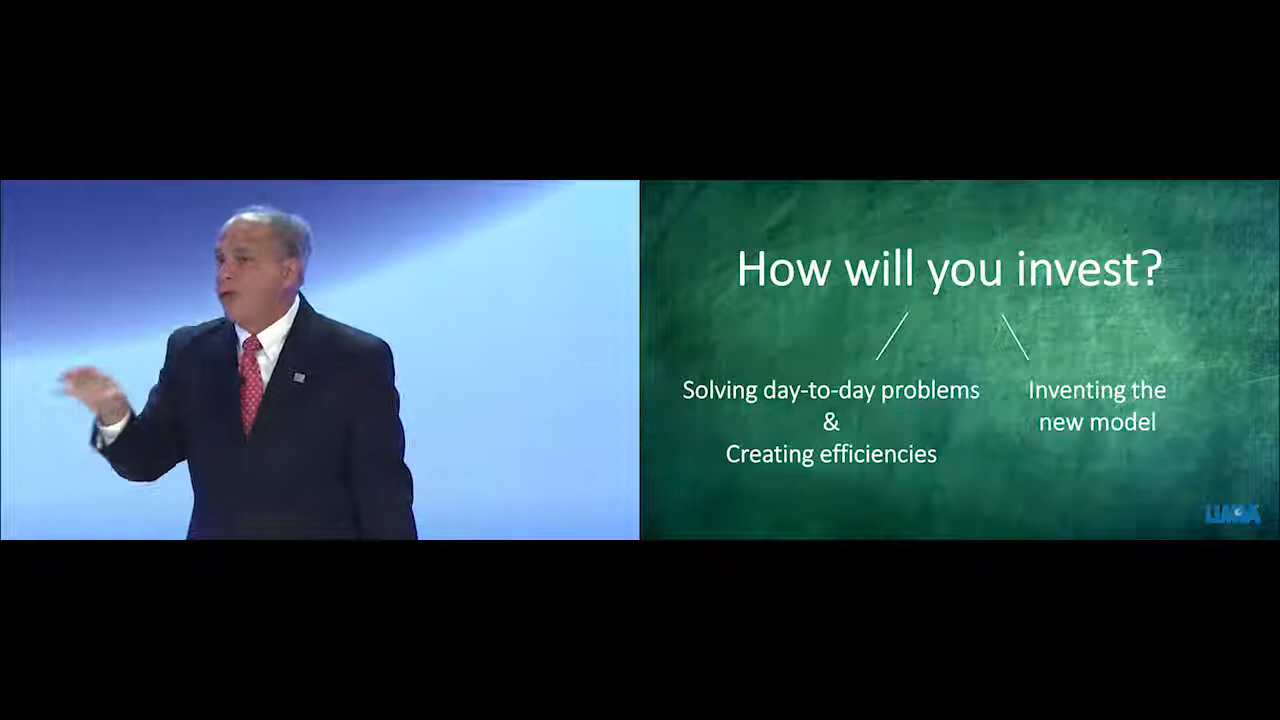 How will you invest?
Solving day-to-day problems
&
Creating efficiencies
Inventing the
new model
LIMRA